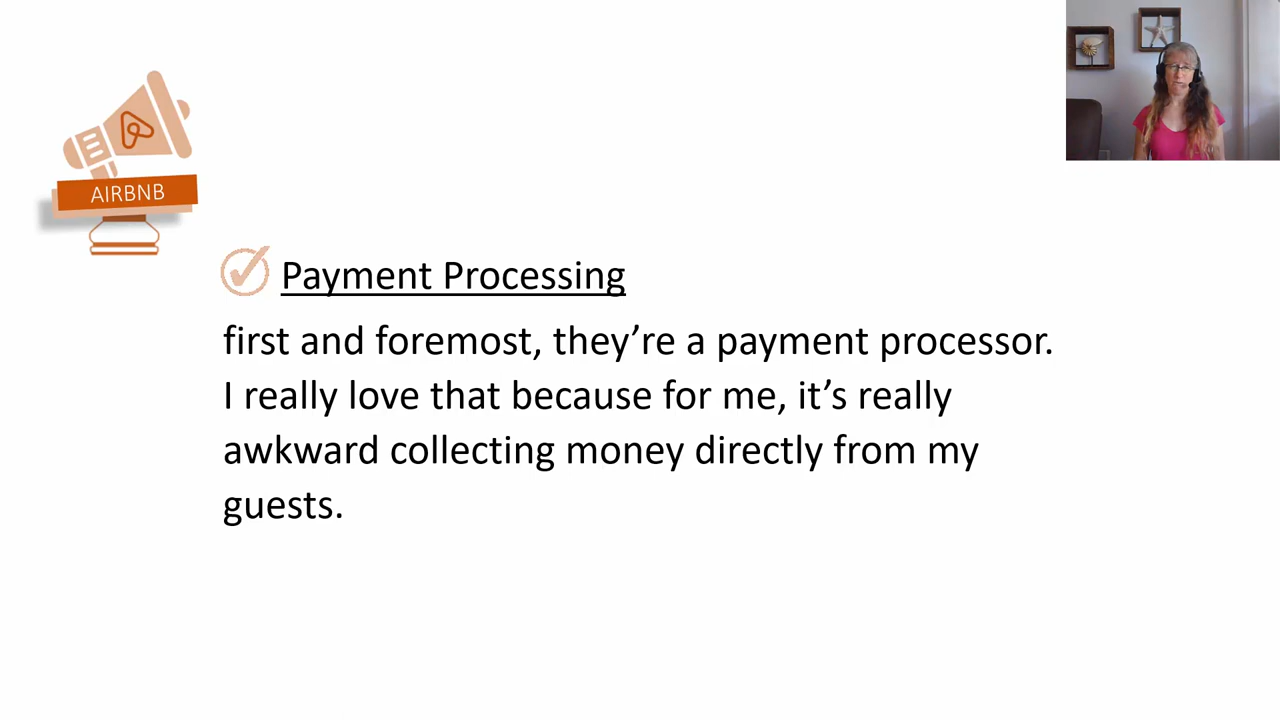 AIRBNB
Payment Processing
first and foremost, they’re a payment processor.
I really love that because for me, it’s really
awkward collecting money directly from my
guests.